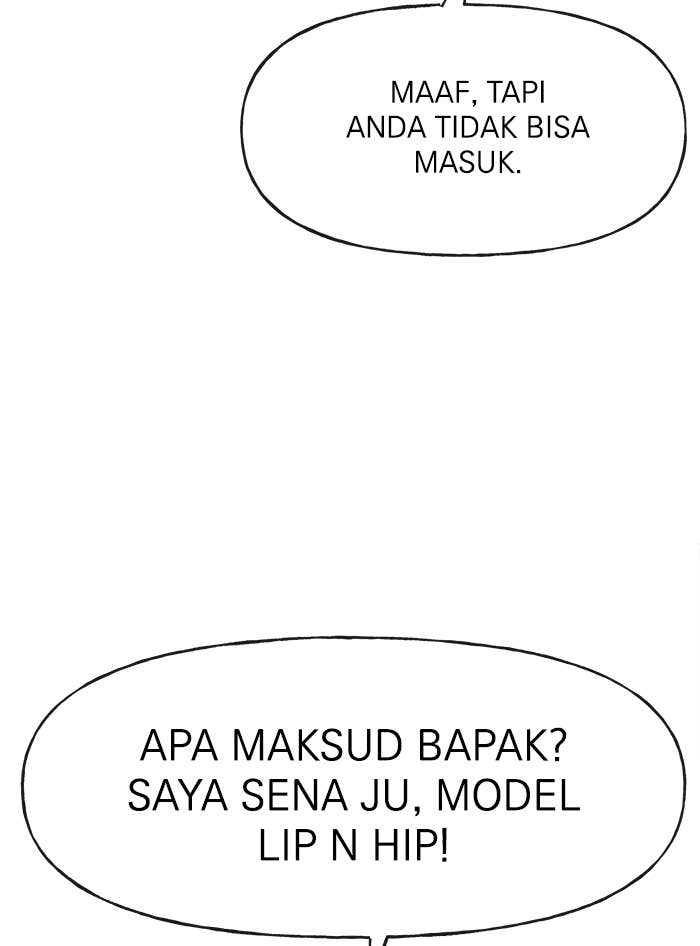 MAAF, TAPI
ANDA TIDAK BISA
MASUK.
APA MAKSUD BAPAK?
SAYA SENA JU, MODEL
LIP N HIP!